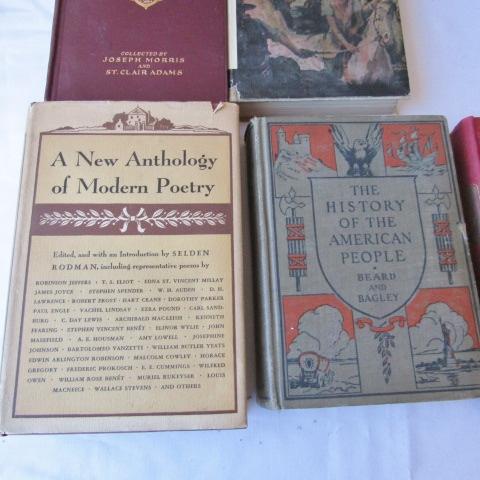 COLLECTED BY
JOSEPH MORRIS
AND
ST. CLAIR ADAMS
A New Anthology
of Modern Poetry
Edited, and with an Introduction by SELDEN
RODMAN, including representative poems by
ROBINSON JEFFERS · T. S. ELIOT · EDNA ST. VINCENT MILLAY
JAMES JOYCE · STEPHEN SPENDER · W. H. AUDEN · D. H.
LAWRENCE · ROBERT FROST · HART CRANE · DOROTHY PARKER
PAUL ENGLE · VACHEL LINDSAY · EZRA POUND · CARL SAND-
BURG · C. DAY LEWIS · ARCHIBALD MACLEISH · KENNETH
FEARING · STEPHEN VINCENT BENÉT · ELINOR WYLIE · JOHN
MASEFIELD · A. E. HOUSMAN · AMY LOWELL · JOSEPHINE
JOHNSON · BARTOLOMEO VANZETTI · WILLIAM BUTLER YEATS
EDWIN ARLINGTON ROBINSON · MALCOLM COWLEY · HORACE
GREGORY · FREDERIC PROKOSCH · E. E. CUMMINGS · WILFRED
OWEN · WILLIAM ROSE BENÉT · MURIEL RUKEYSER · LOUIS
MACNEICE · WALLACE STEVENS · AND OTHERS
THE
HISTORY
OF THE
AMERICAN
PEOPLE
BEARD
AND
BAGLEY